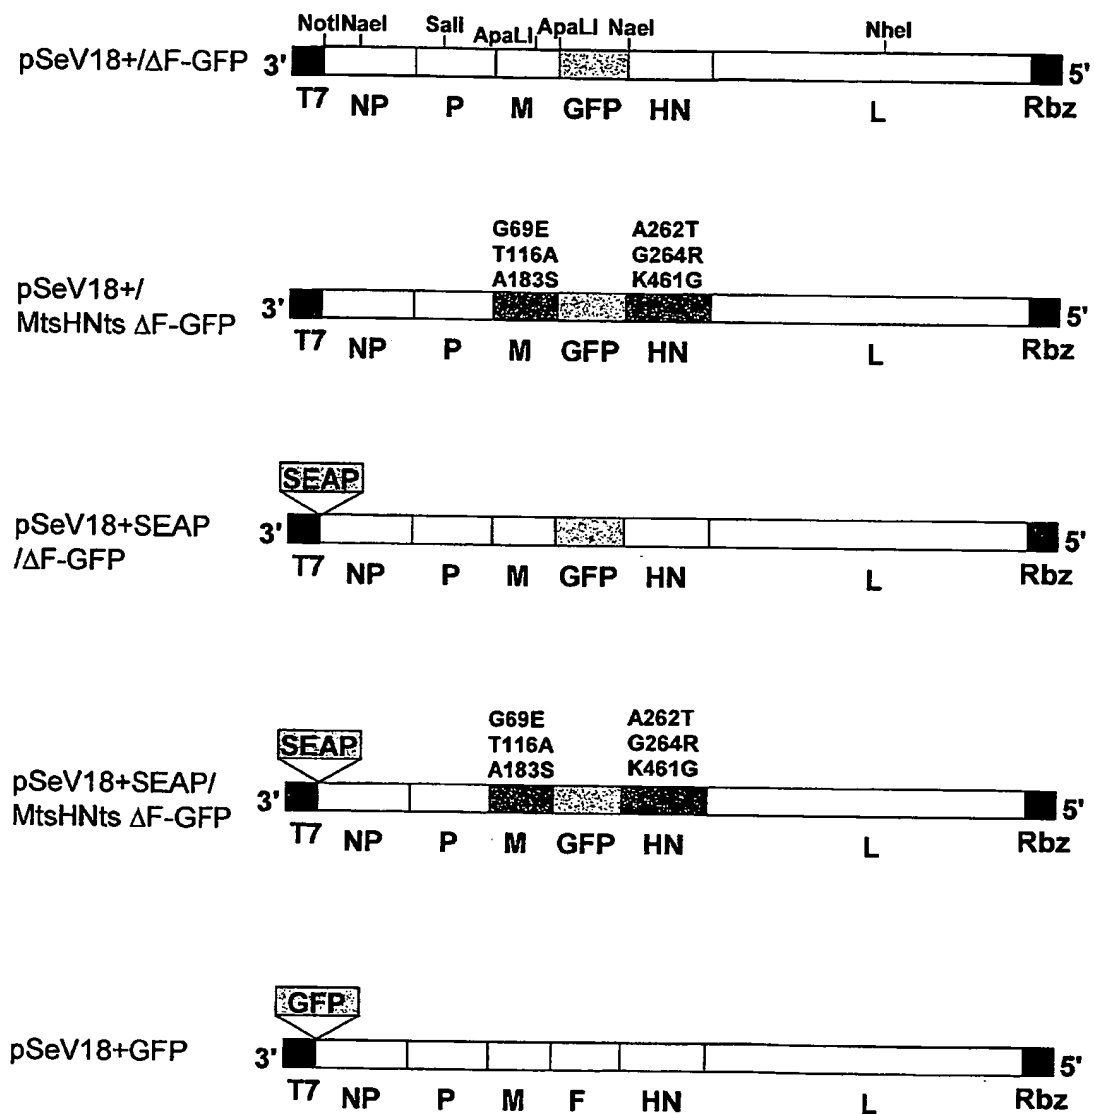 NotI NaeI SalI ApaLI ApaLI NaeI NheI
pSeV18+/ΔF-GFP 3' 5'
T7 NP P M GFP HN L Rbz
G69E A262T
T116A G264R
A183S K461G
pSeV18+/
MtsHNts ΔF-GFP
3' 5'
T7 NP P M GFP HN L Rbz
SEAP
pSeV18+SEAP
/ΔF-GFP
3' 5'
T7 NP P M GFP HN L Rbz
G69E A262T
T116A G264R
A183S K461G
SEAP
pSeV18+SEAP/
MtsHNts ΔF-GFP
3' 5'
T7 NP P M GFP HN L Rbz
GFP
pSeV18+GFP 3' 5'
T7 NP P M F HN L Rbz